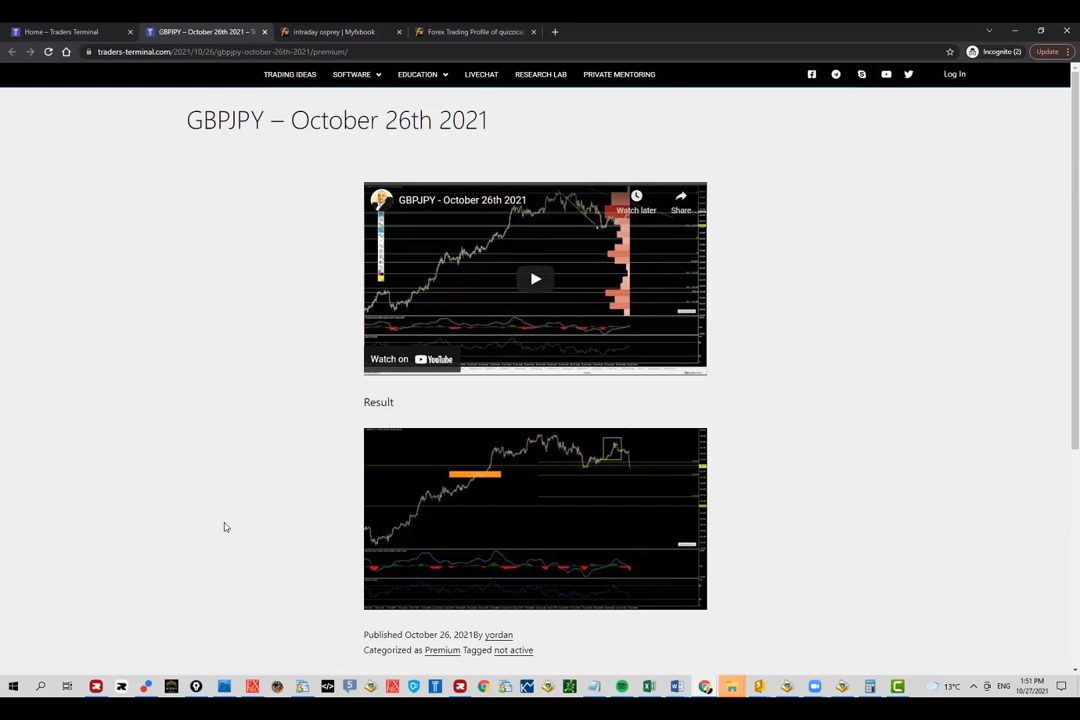 Home – Traders Terminal
GBPJPY – October 26th 2021 – T
intraday osprey | Myfxbook
Forex Trading Profile of quizzica
traders-terminal.com/2021/10/26/gbpjpy-october-26th-2021/premium/
Incognito (2)
Update
TRADING IDEAS
SOFTWARE
EDUCATION
LIVECHAT
RESEARCH LAB
PRIVATE MENTORING
Log In
GBPJPY – October 26th 2021
GBPJPY - October 26th 2021
Watch later
Share
Watch on YouTube
Result
Published October 26, 2021By yordan
Categorized as Premium Tagged not active
13°C
ENG
1:51 PM
10/27/2021